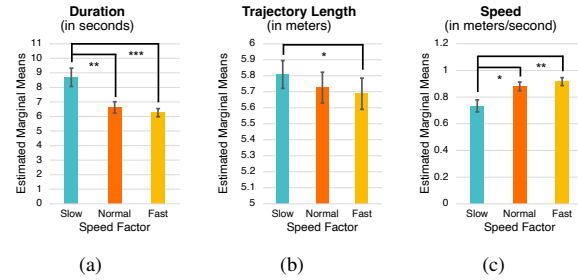 Duration
(in seconds)
Estimated Marginal Means
11
10
9
8
7
6
5
4
3
2
1
0
***
**
Slow Normal Fast
Speed Factor
(a)
Trajectory Length
(in meters)
Estimated Marginal Means
6
5.9
5.8
5.7
5.6
5.5
5.4
5.3
5.2
5.1
5
*
Slow Normal Fast
Speed Factor
(b)
Speed
(in meters/second)
Estimated Marginal Means
1.2
1
0.8
0.6
0.4
0.2
0
**
*
Slow Normal Fast
Speed Factor
(c)